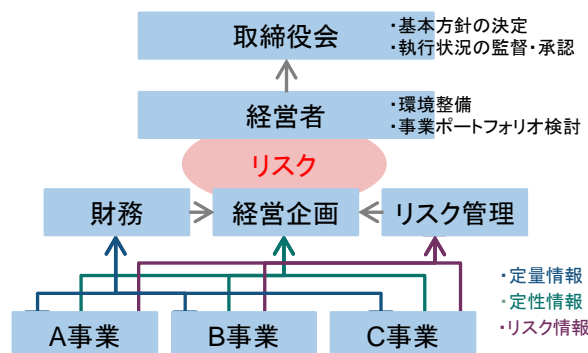 取締役会
・基本方針の決定
・執行状況の監督・承認
経営者
・環境整備
・事業ポートフォリオ検討
リスク
財務
経営企画
リスク管理
・定量情報
・定性情報
・リスク情報
A事業
B事業
C事業